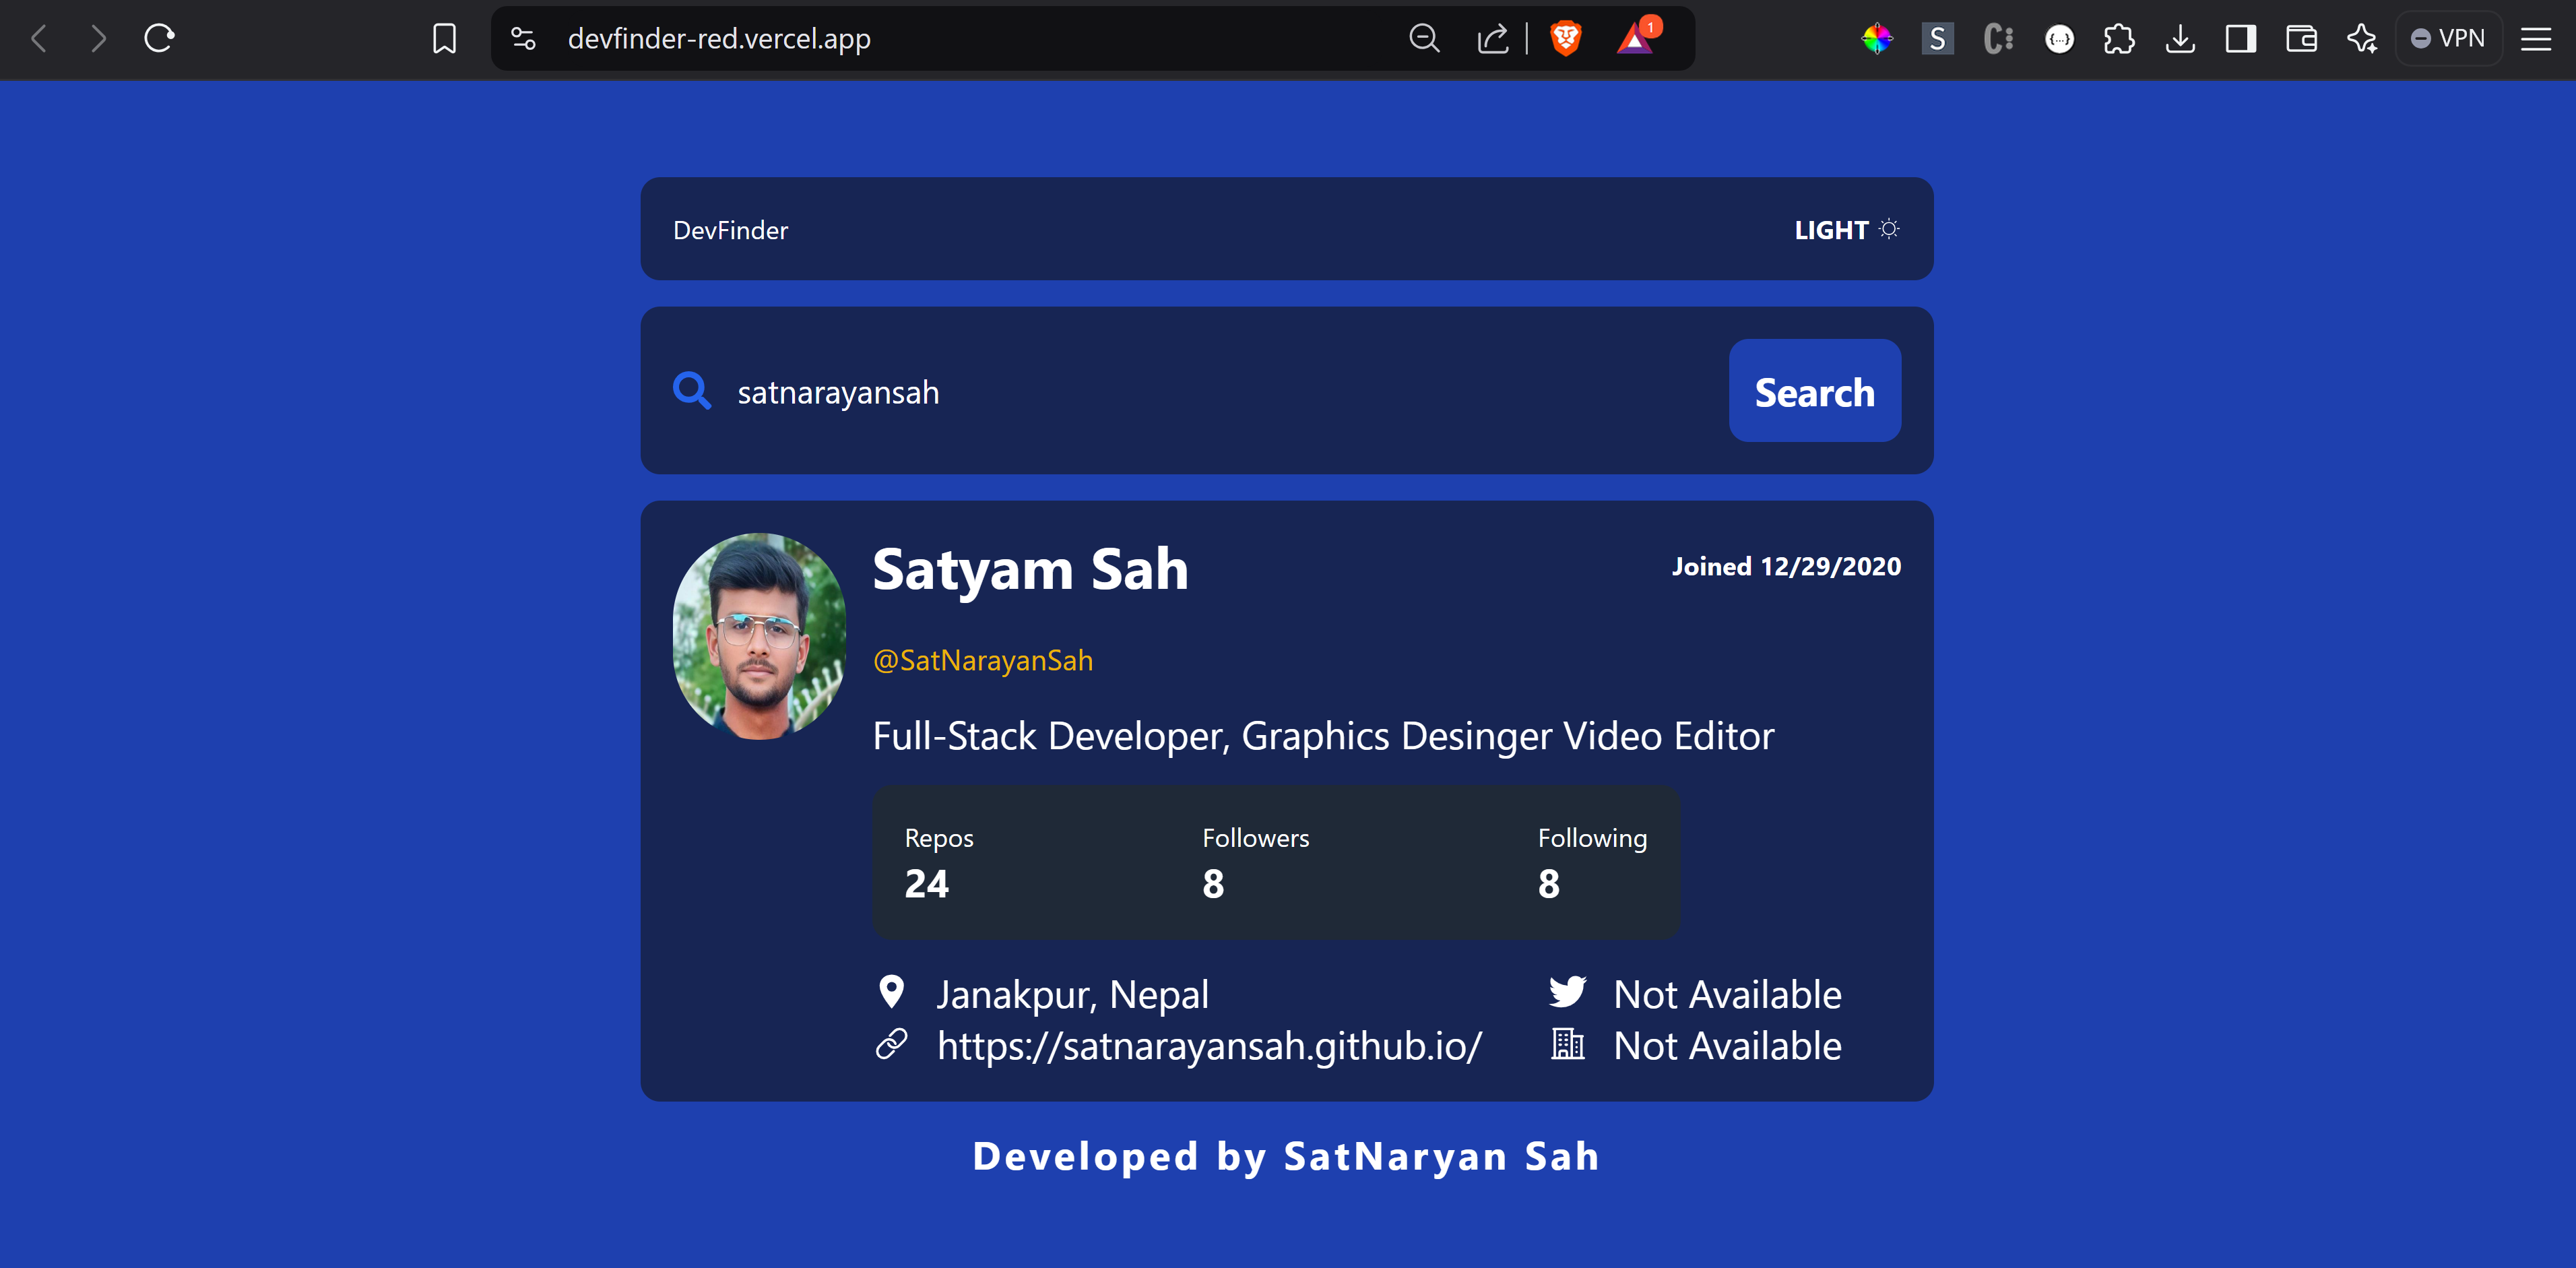 devfinder-red.vercel.app
1
S
C
{...}
VPN
DevFinder
LIGHT
satnarayansah
Search
Satyam Sah
Joined 12/29/2020
@SatNarayanSah
Full-Stack Developer, Graphics Desinger Video Editor
Repos
Followers
Following
24
8
8
Janakpur, Nepal
Not Available
https://satnarayansah.github.io/
Not Available
Developed by SatNaryan Sah